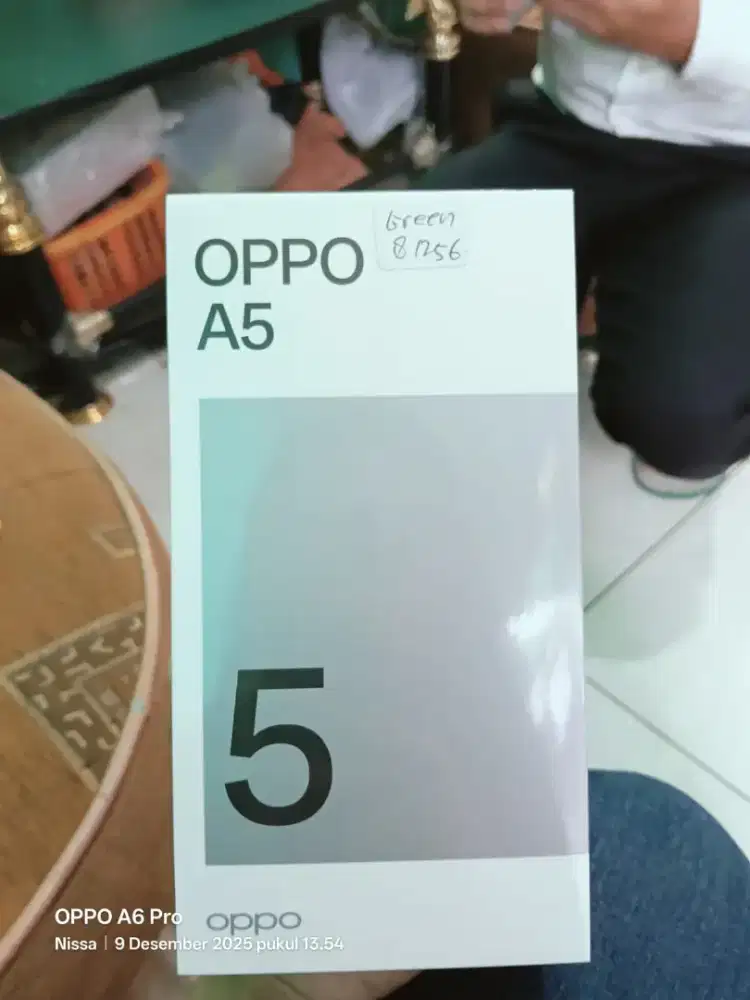 OPPO
A5
Green
8/256
5
oppo
OPPO A6 Pro
Nissa | 9 Desember 2025 pukul 13.54